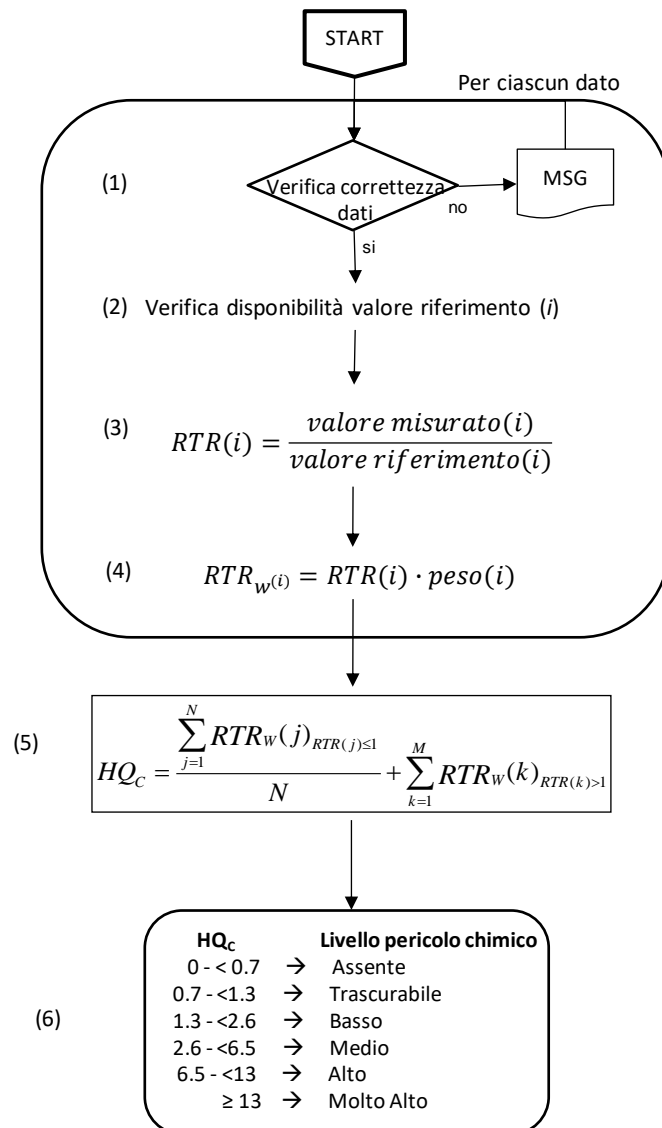 START
Per ciascun dato
(1)
Verifica correttezza
dati
no
MSG
si
(2) Verifica disponibilità valore riferimento (i)
(3) RTR(i) = valore misurato(i) / valore riferimento(i)
(4) RTR_w(i) = RTR(i) · peso(i)
(5) HQ_C = ∑_{j=1}^{N} RTR_W(j)_{RTR(j)≤1} / N + ∑_{k=1}^{M} RTR_W(k)_{RTR(k)>1}
(6)
HQc Livello pericolo chimico
0 - < 0.7 → Assente
0.7 - <1.3 → Trascurabile
1.3 - <2.6 → Basso
2.6 - <6.5 → Medio
6.5 - <13 → Alto
≥ 13 → Molto Alto